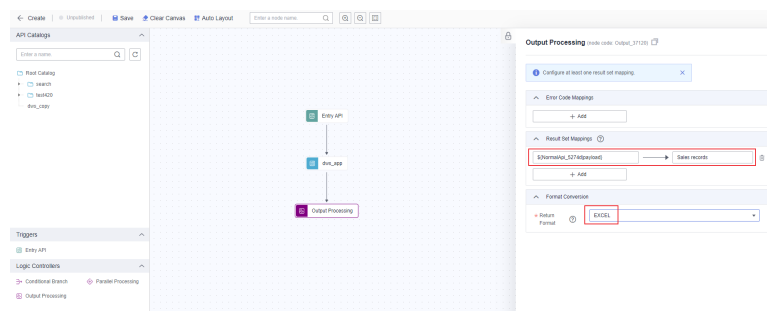 Create
Unpublished
Save
Clear Canvas
Auto Layout
Enter a node name
API Catalogs
Enter a name
Root Catalog
search
test420
dws_copy
Triggers
Entry API
Logic Controllers
Conditional Branch
Parallel Processing
Output Processing
Entry API
dws_app
Output Processing
Output Processing (node code: Output_37120)
Configure at least one result set mapping.
Error Code Mappings
+ Add
Result Set Mappings
Sales records
+ Add
Format Conversion
Return Format
EXCEL